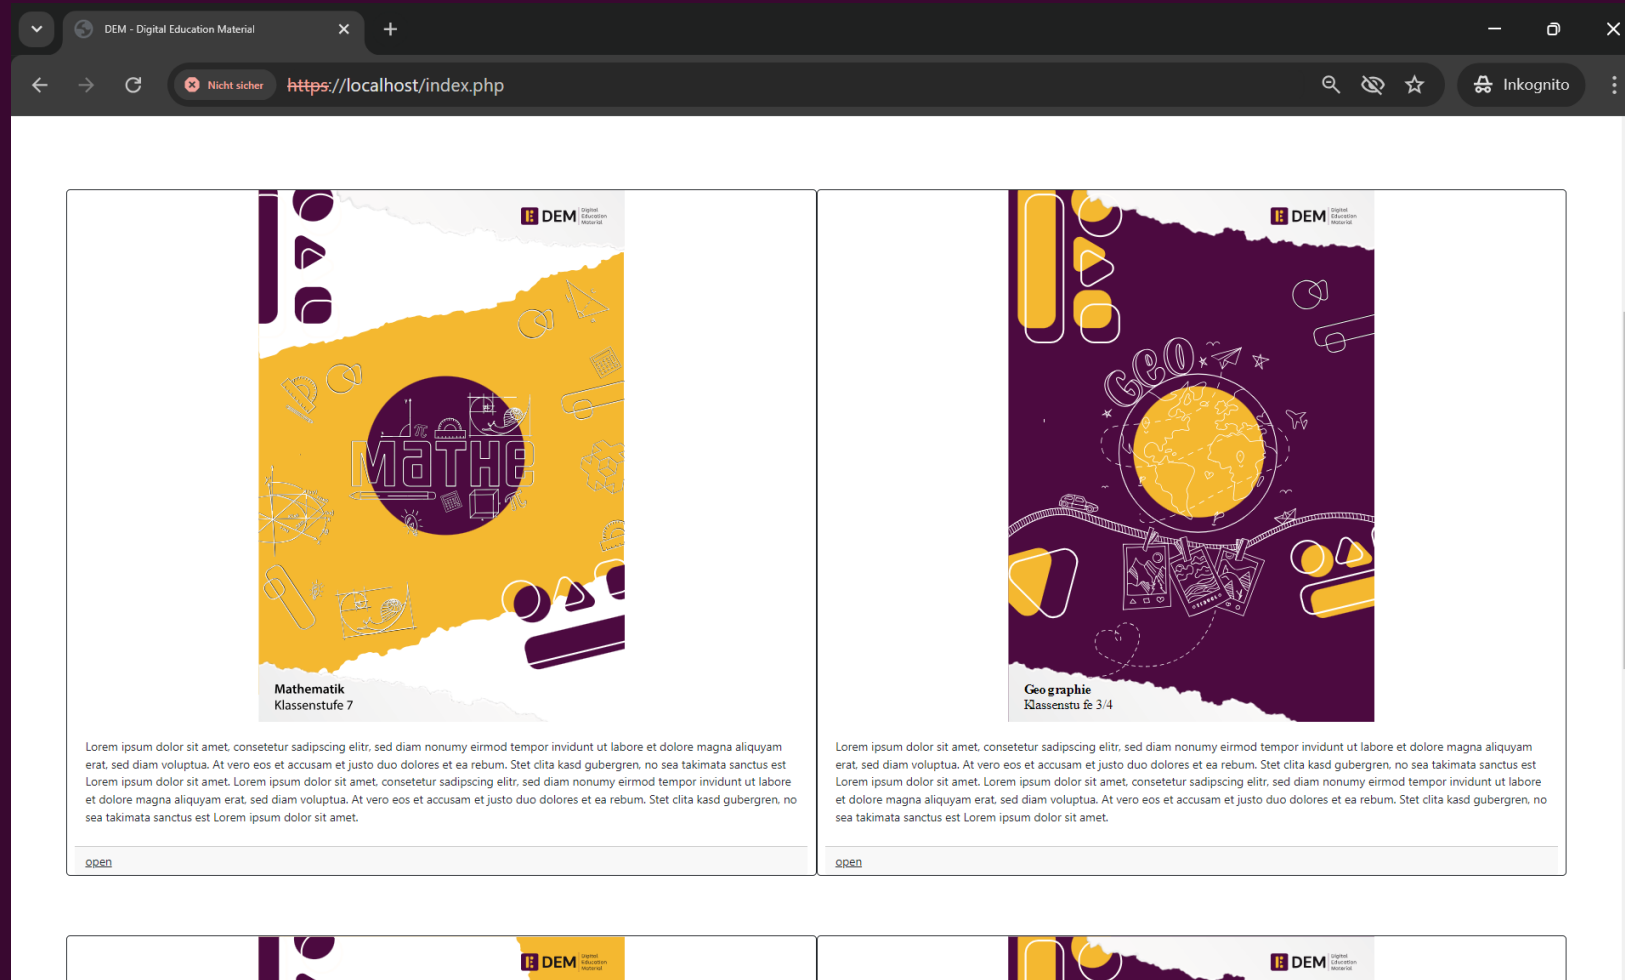 DEM - Digital Education Material
Nicht sicher
https://localhost/index.php
Inkognito
DEM Digital
Education
Material
MaTHE
Mathematik
Klassenstufe 7
Lorem ipsum dolor sit amet, consetetur sadipscing elitr, sed diam nonumy eirmod tempor invidunt ut labore et dolore magna aliquyam
erat, sed diam voluptua. At vero eos et accusam et justo duo dolores et ea rebum. Stet clita kasd gubergren, no sea takimata sanctus est
Lorem ipsum dolor sit amet. Lorem ipsum dolor sit amet, consetetur sadipscing elitr, sed diam nonumy eirmod tempor invidunt ut labore
et dolore magna aliquyam erat, sed diam voluptua. At vero eos et accusam et justo duo dolores et ea rebum. Stet clita kasd gubergren, no
sea takimata sanctus est Lorem ipsum dolor sit amet.
open
DEM Digital
Education
Material
Geo
Geographie
Klassenstu fe 3/4
Lorem ipsum dolor sit amet, consetetur sadipscing elitr, sed diam nonumy eirmod tempor invidunt ut labore et dolore magna aliquyam
erat, sed diam voluptua. At vero eos et accusam et justo duo dolores et ea rebum. Stet clita kasd gubergren, no sea takimata sanctus est
Lorem ipsum dolor sit amet. Lorem ipsum dolor sit amet, consetetur sadipscing elitr, sed diam nonumy eirmod tempor invidunt ut labore
et dolore magna aliquyam erat, sed diam voluptua. At vero eos et accusam et justo duo dolores et ea rebum. Stet clita kasd gubergren, no
sea takimata sanctus est Lorem ipsum dolor sit amet.
open
DEM Digital
Education
Material
DEM Digital
Education
Material